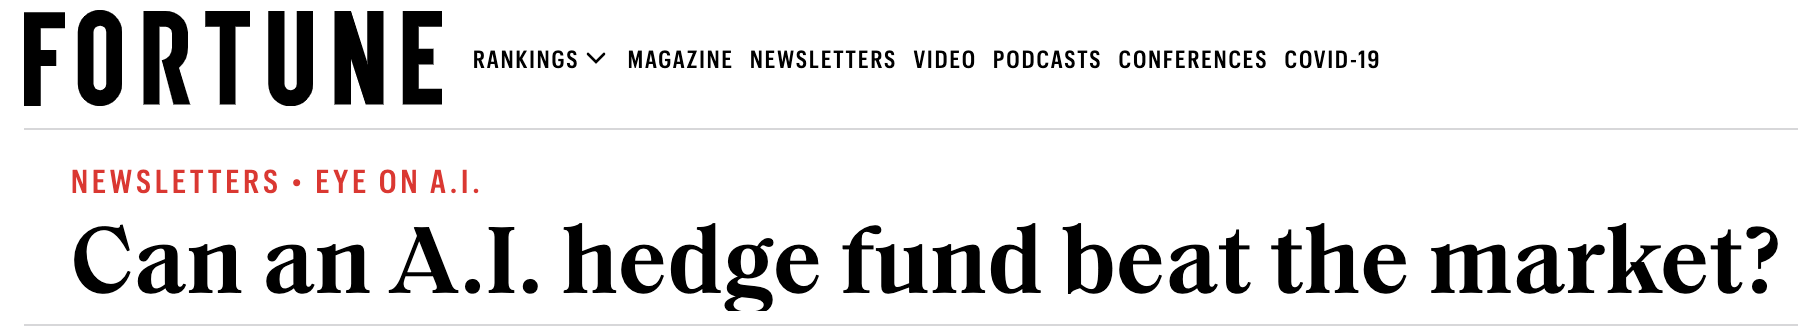 FORTUNE RANKINGS MAGAZINE NEWSLETTERS VIDEO PODCASTS CONFERENCES COVID-19
NEWSLETTERS • EYE ON A.I.
Can an A.I. hedge fund beat the market?